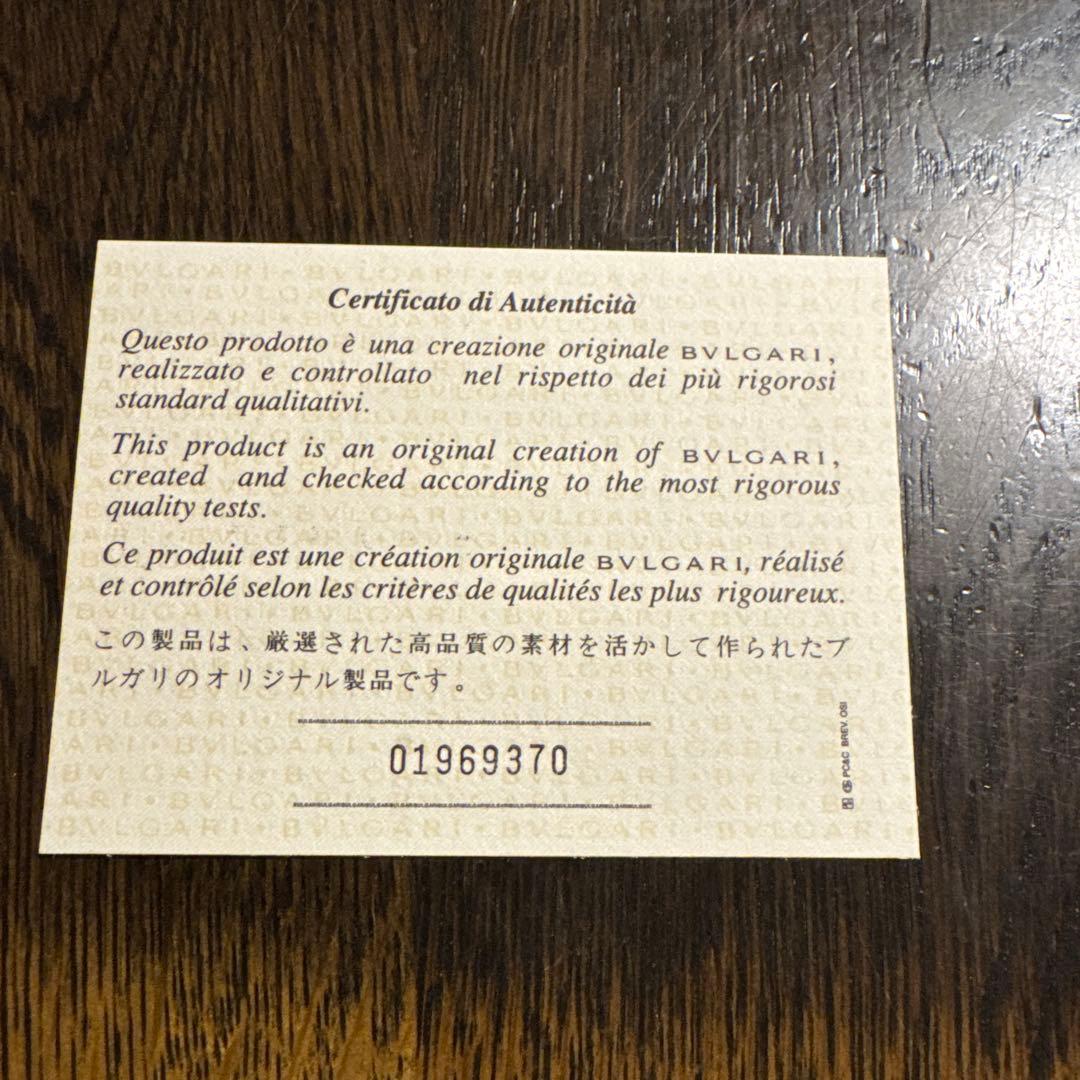 Certificato di Autenticità
Questo prodotto è una creazione originale BVLGARI,
realizzato e controllato nel rispetto dei più rigorosi
standard qualitativi.
This product is an original creation of BVLGARI,
created and checked according to the most rigorous
quality tests.
Ce produit est une création originale BVLGARI, réalisé
et contrôlé selon les critères de qualités les plus rigoureux.
この製品は、厳選された高品質の素材を活かして作られたブ
ルガリのオリジナル製品です。
01969370
PC&C BREV. OSI